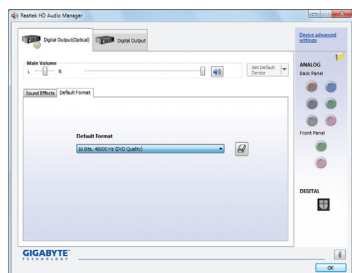 Realtek HD Audio Manager
Digital Output(Optical)
Digital Output
Device advanced
settings
Main Volume
L
R
Set Default
Device
ANALOG
Back Panel
Sound Effects
Default Format
Default Format
16 Bits, 48000 Hz (DVD Quality)
Front Panel
DIGITAL
GIGABYTE
TECHNOLOGY
i
OK